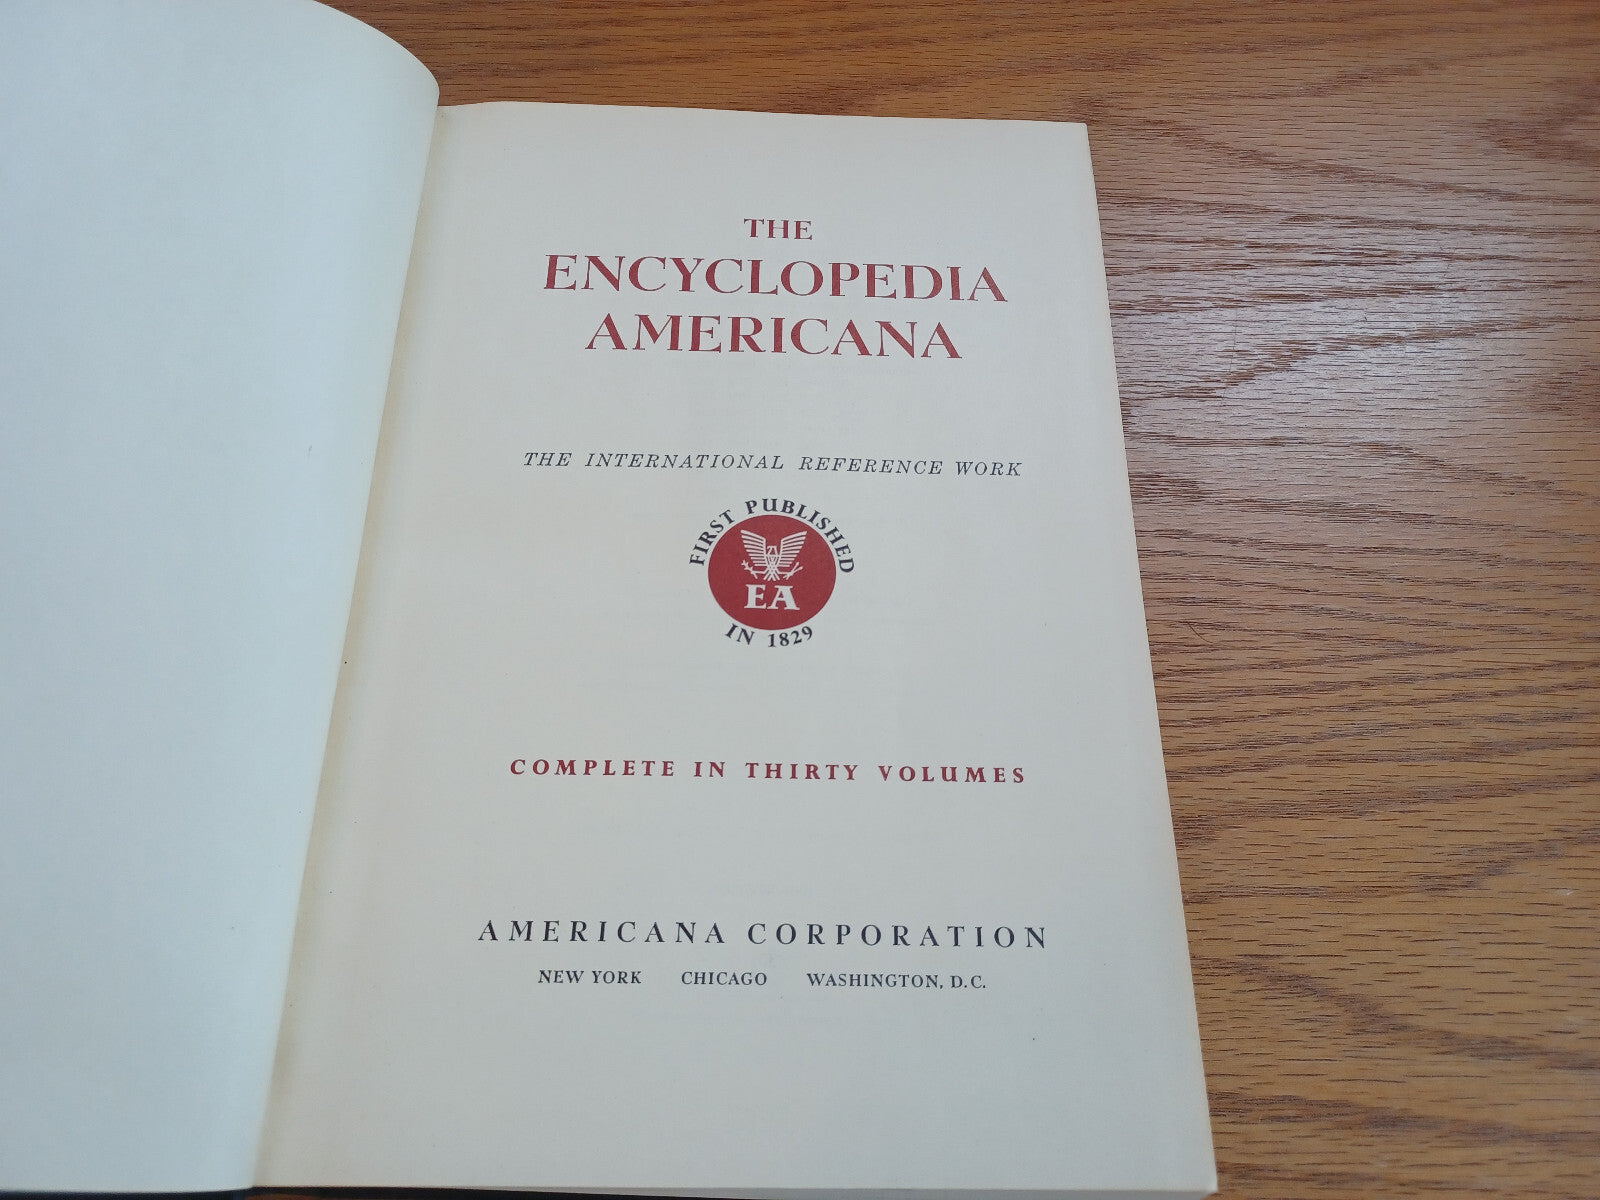 THE
ENCYCLOPEDIA
AMERICANA
THE INTERNATIONAL REFERENCE WORK
FIRST PUBLISHED
EA
IN 1829
COMPLETE IN THIRTY VOLUMES
AMERICANA CORPORATION
NEW YORK CHICAGO WASHINGTON, D.C.